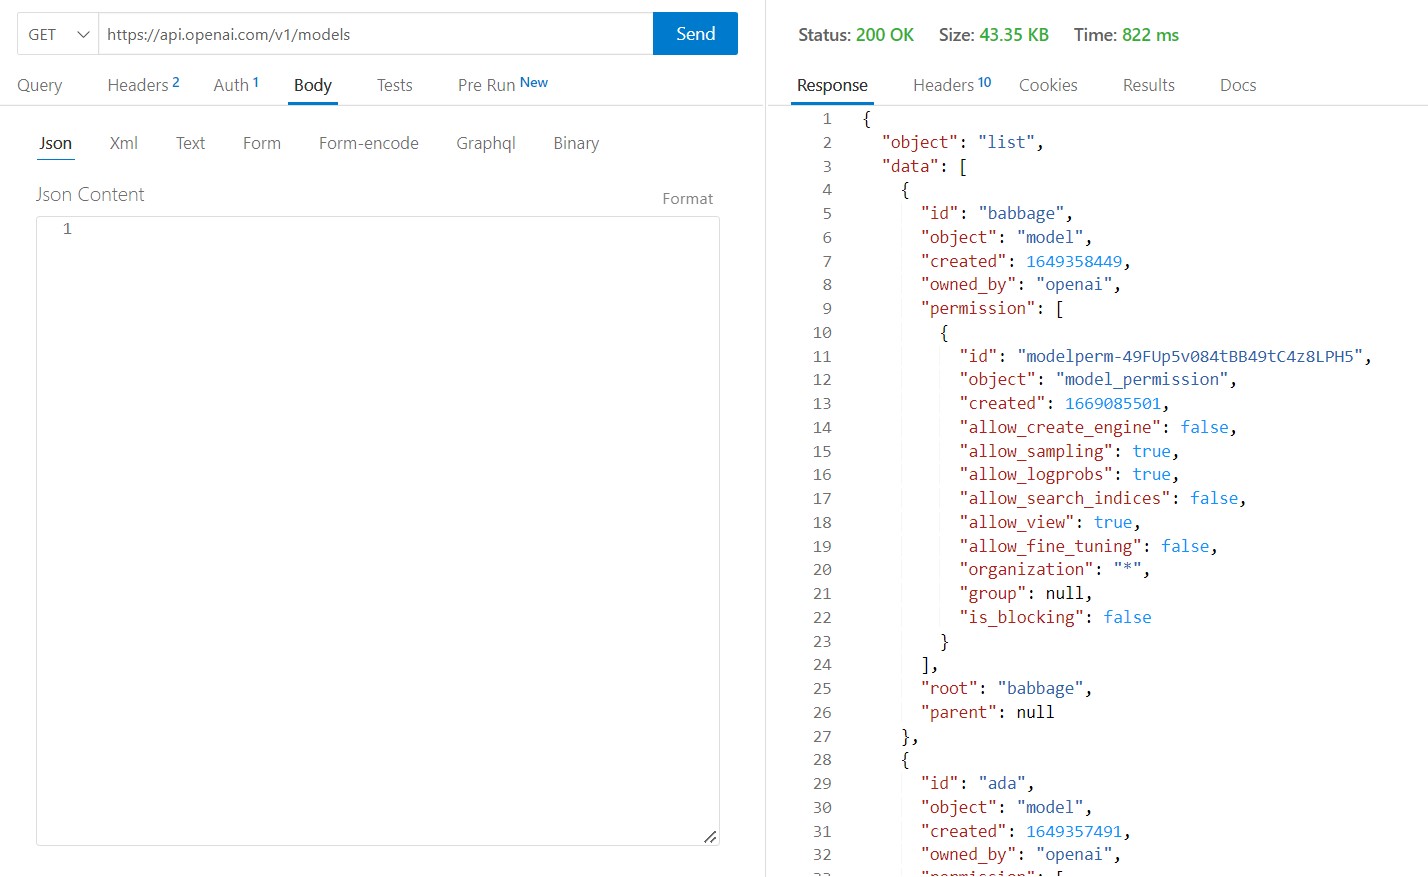 GET https://api.openai.com/v1/models Send
Query Headers 2 Auth 1 Body Tests Pre Run New
Json Xml Text Form Form-encode Graphql Binary
Json Content Format
1
Status: 200 OK Size: 43.35 KB Time: 822 ms
Response Headers 10 Cookies Results Docs
1 {
2 "object": "list",
3 "data": [
4 {
5 "id": "babbage",
6 "object": "model",
7 "created": 1649358449,
8 "owned_by": "openai",
9 "permission": [
10 {
11 "id": "modelperm-49FUp5v084tBB49tC4z8LPH5",
12 "object": "model_permission",
13 "created": 1669085501,
14 "allow_create_engine": false,
15 "allow_sampling": true,
16 "allow_logprobs": true,
17 "allow_search_indices": false,
18 "allow_view": true,
19 "allow_fine_tuning": false,
20 "organization": "*",
21 "group": null,
22 "is_blocking": false
23 }
24 ],
25 "root": "babbage",
26 "parent": null
27 },
28 {
29 "id": "ada",
30 "object": "model",
31 "created": 1649357491,
32 "owned_by": "openai",